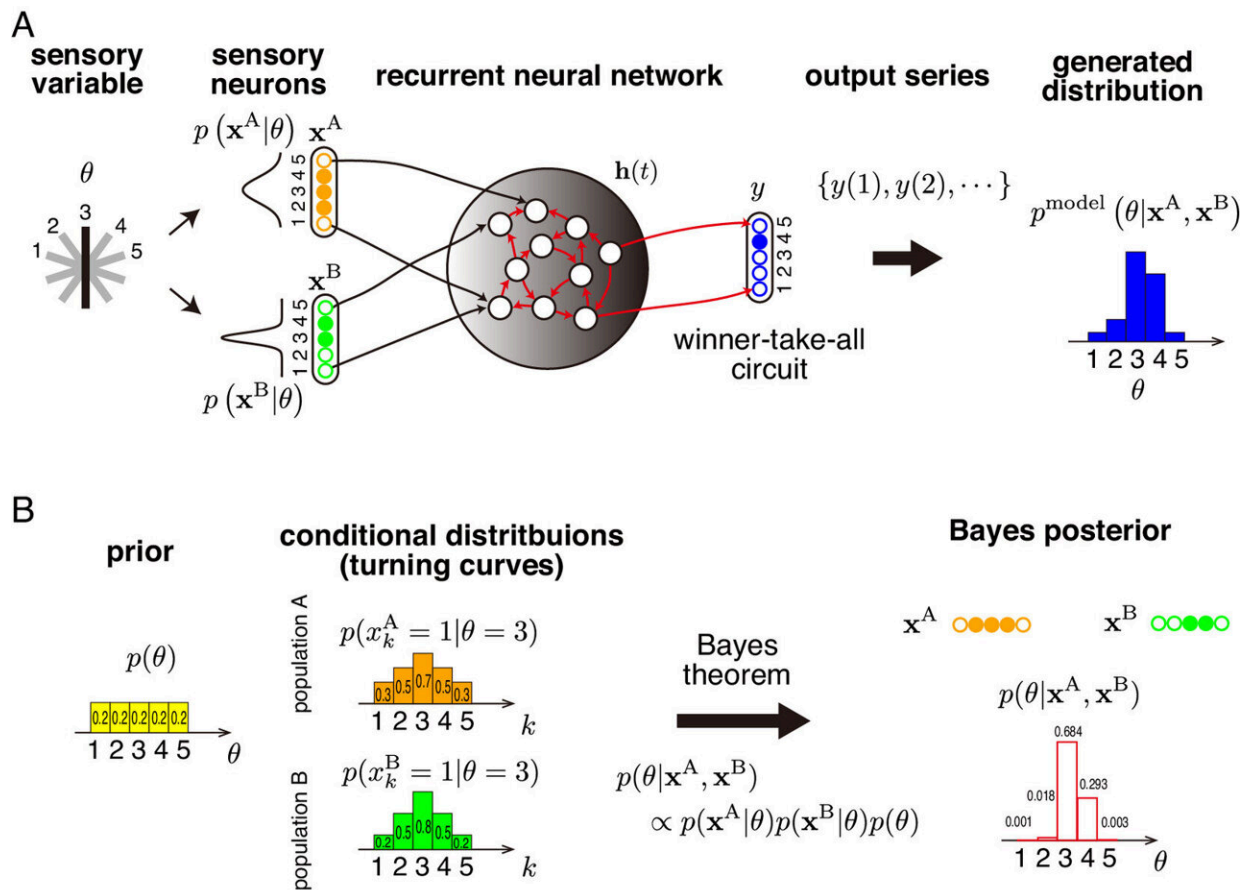 A
sensory
variable
sensory
neurons
recurrent neural network
output series
generated
distribution
p (x^A|θ)
x^A
θ
1 2 3 4 5
1 2 3 4 5
x^B
1 2 3 4 5
p (x^B|θ)
h(t)
y
1 2 3 4 5
winner-take-all
circuit
{y(1), y(2), ⋯}
p^model (θ|x^A, x^B)
1 2 3 4 5
θ
B
prior
p(θ)
0.2 0.2 0.2 0.2 0.2
1 2 3 4 5 θ
conditional distritbuions
(turning curves)
population A
p(x_k^A = 1|θ = 3)
0.3 0.5 0.7 0.5 0.3
1 2 3 4 5 k
population B
p(x_k^B = 1|θ = 3)
0.2 0.5 0.8 0.5 0.2
1 2 3 4 5 k
Bayes
theorem
p(θ|x^A, x^B)
∝ p(x^A|θ)p(x^B|θ)p(θ)
Bayes posterior
x^A
x^B
p(θ|x^A, x^B)
0.001 0.018 0.684 0.293 0.003
1 2 3 4 5 θ